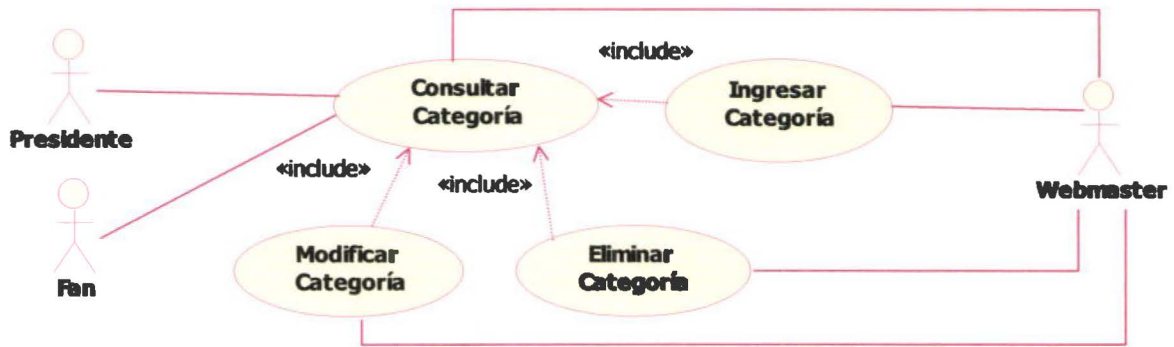 «include»
Consultar
Categoría
Ingresar
Categoría
Presidente
«include»
«include»
Webmaster
Modificar
Categoría
Eliminar
Categoría
Fan